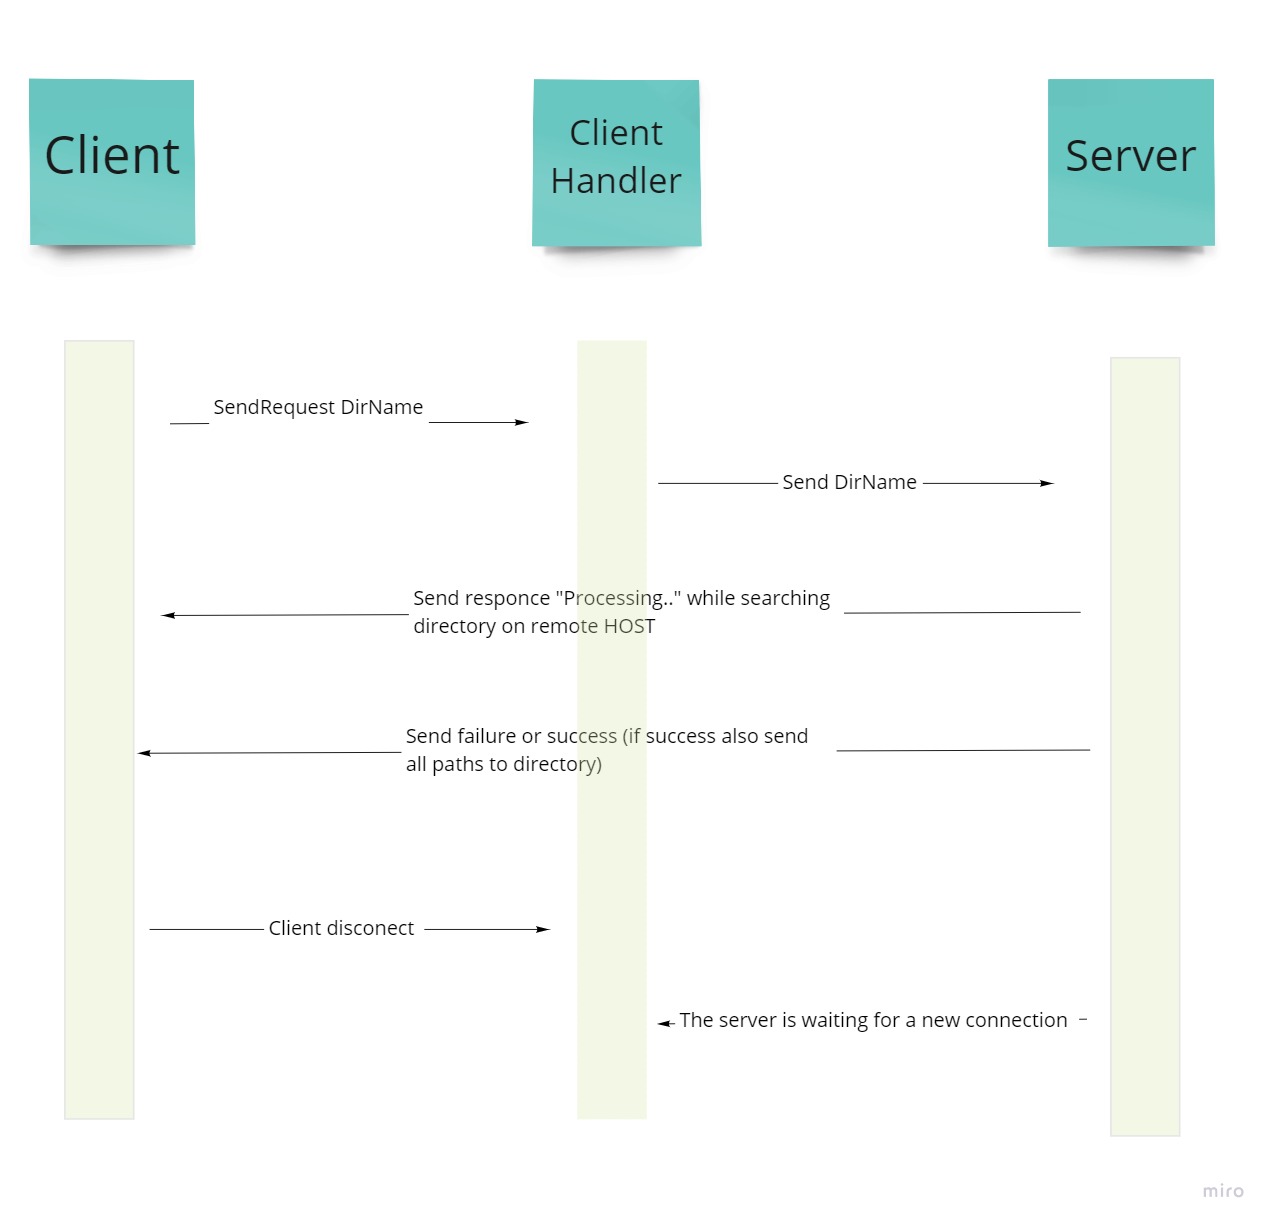 Client
Client
Handler
Server
SendRequest DirName
Send DirName
Send responce "Processing.." while searching
directory on remote HOST
Send failure or success (if success also send
all paths to directory)
Client disconect
The server is waiting for a new connection
miro